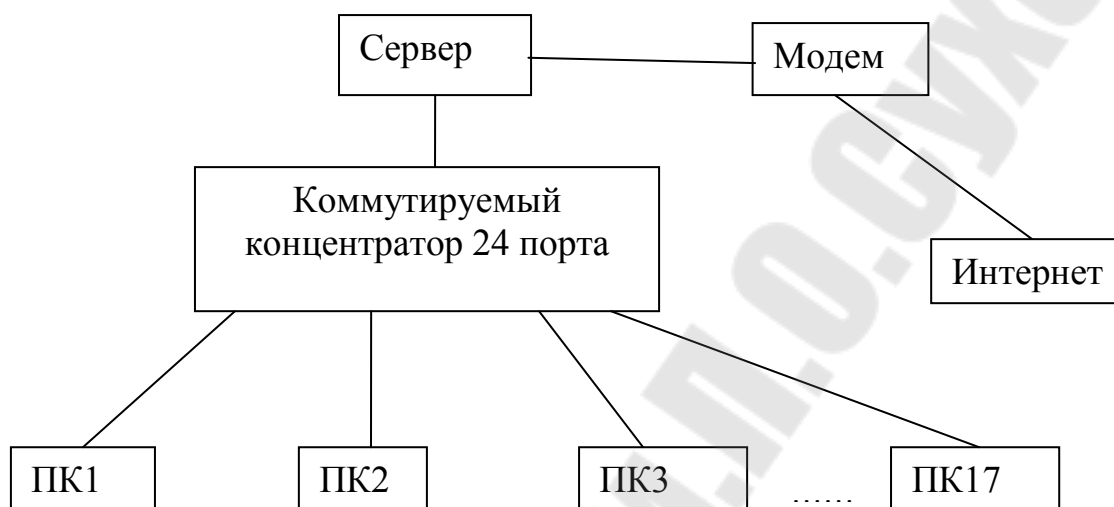 Сервер
Модем
Коммутируемый
концентратор 24 порта
Интернет
ПК1
ПК2
ПК3
......
ПК17